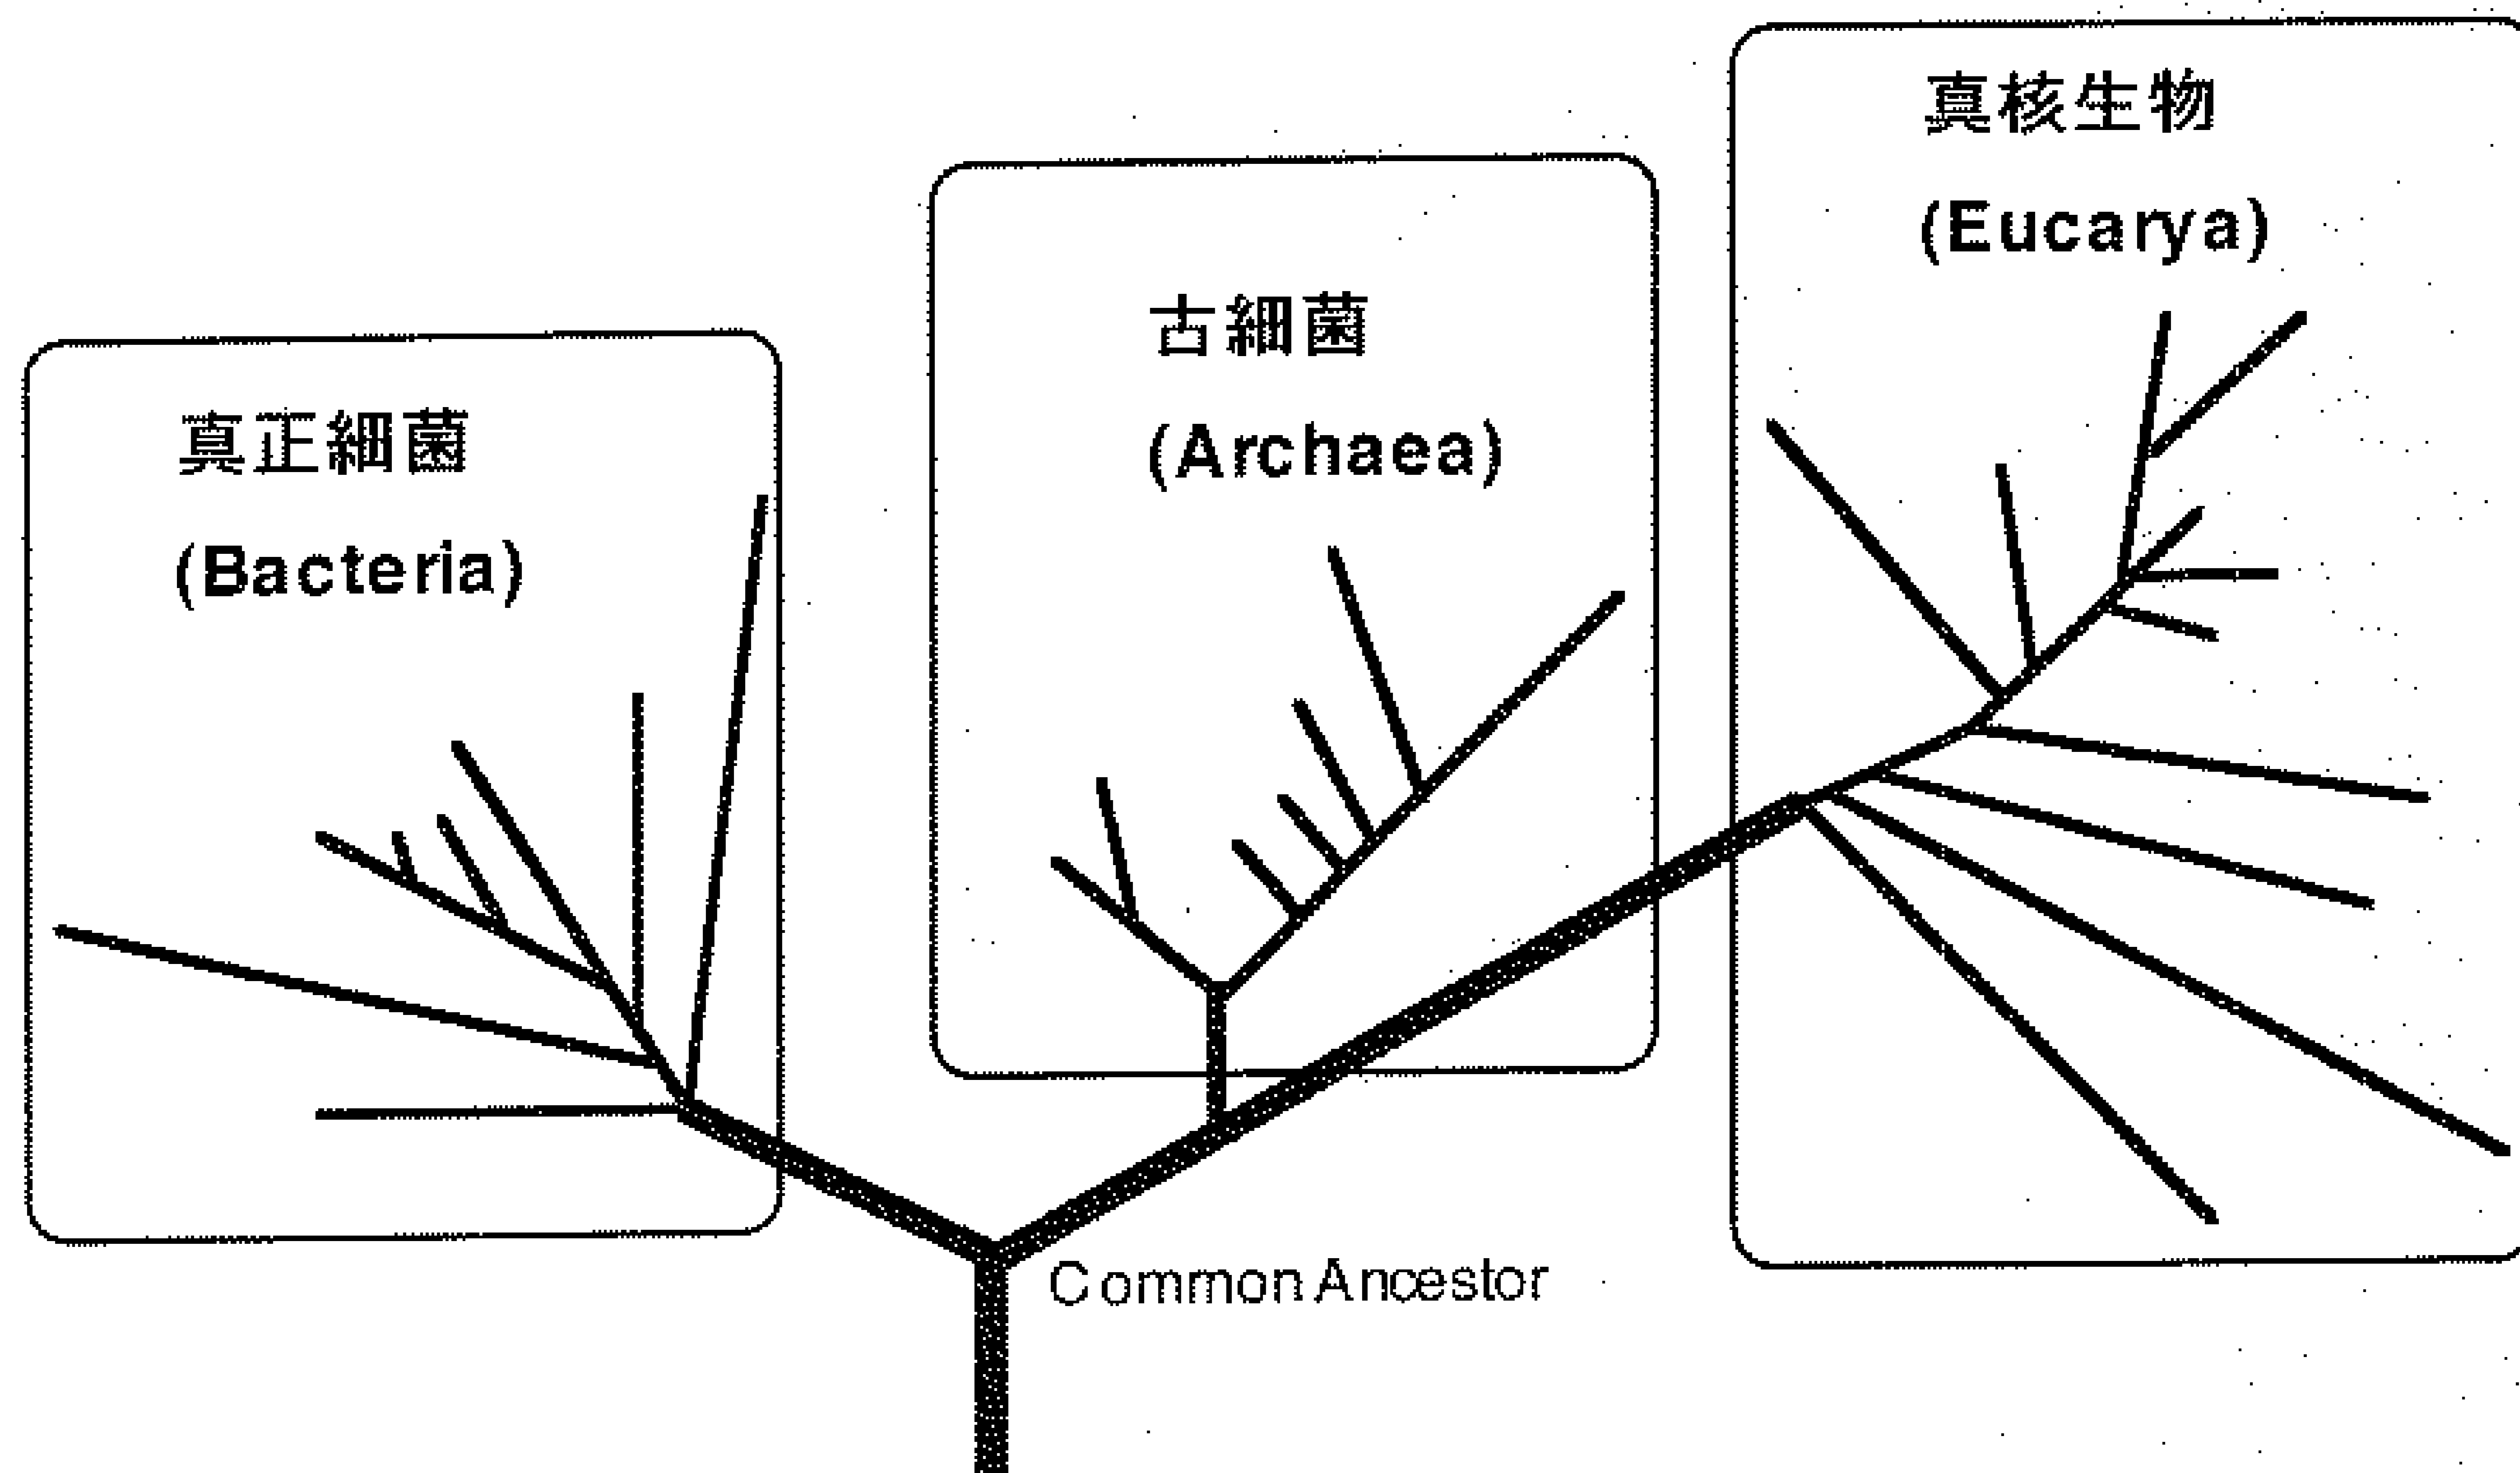 真正細菌
(Bacteria)
古細菌
(Archaea)
真核生物
(Eucarya)
Common Ancestor